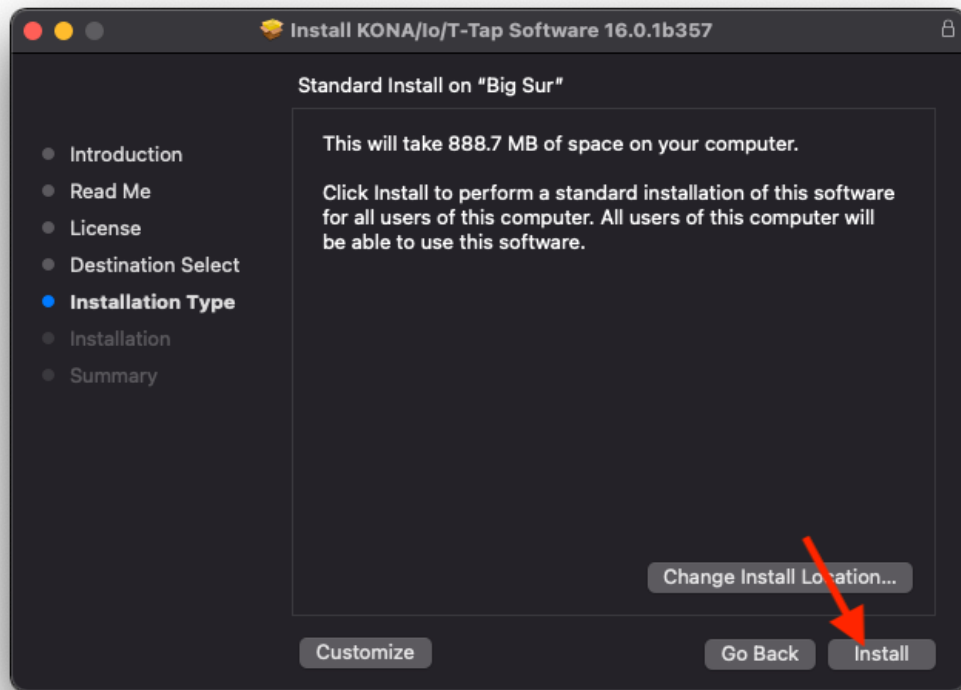 Install KONA/Io/T-Tap Software 16.0.1b357
Standard Install on “Big Sur”
Introduction
Read Me
License
Destination Select
Installation Type
Installation
Summary
This will take 888.7 MB of space on your computer.
Click Install to perform a standard installation of this software
for all users of this computer. All users of this computer will
be able to use this software.
Change Install Location...
Customize
Go Back
Install